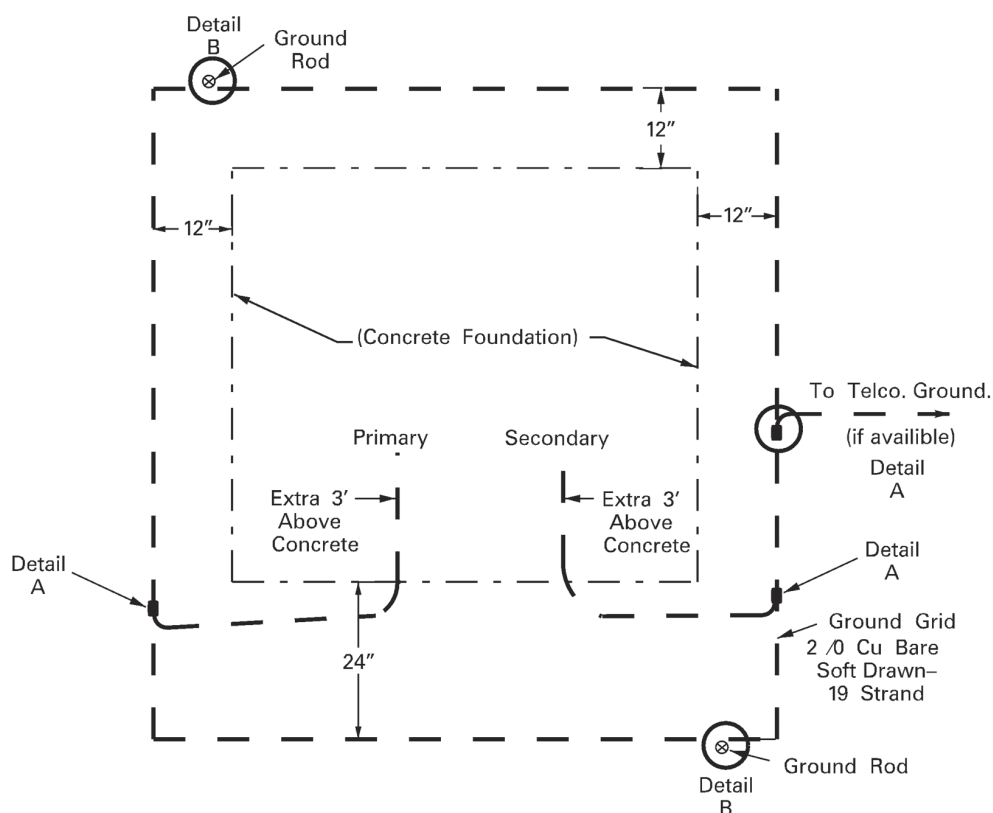 Detail
B
Ground
Rod
12”
12”
12”
(Concrete Foundation)
To Telco. Ground.
(if availible)
Detail
A
Primary
Secondary
Extra 3’
Above
Concrete
Extra 3’
Above
Concrete
Detail
A
Detail
A
Ground Grid
2 /0 Cu Bare
Soft Drawn–
19 Strand
24”
Ground Rod
Detail
B